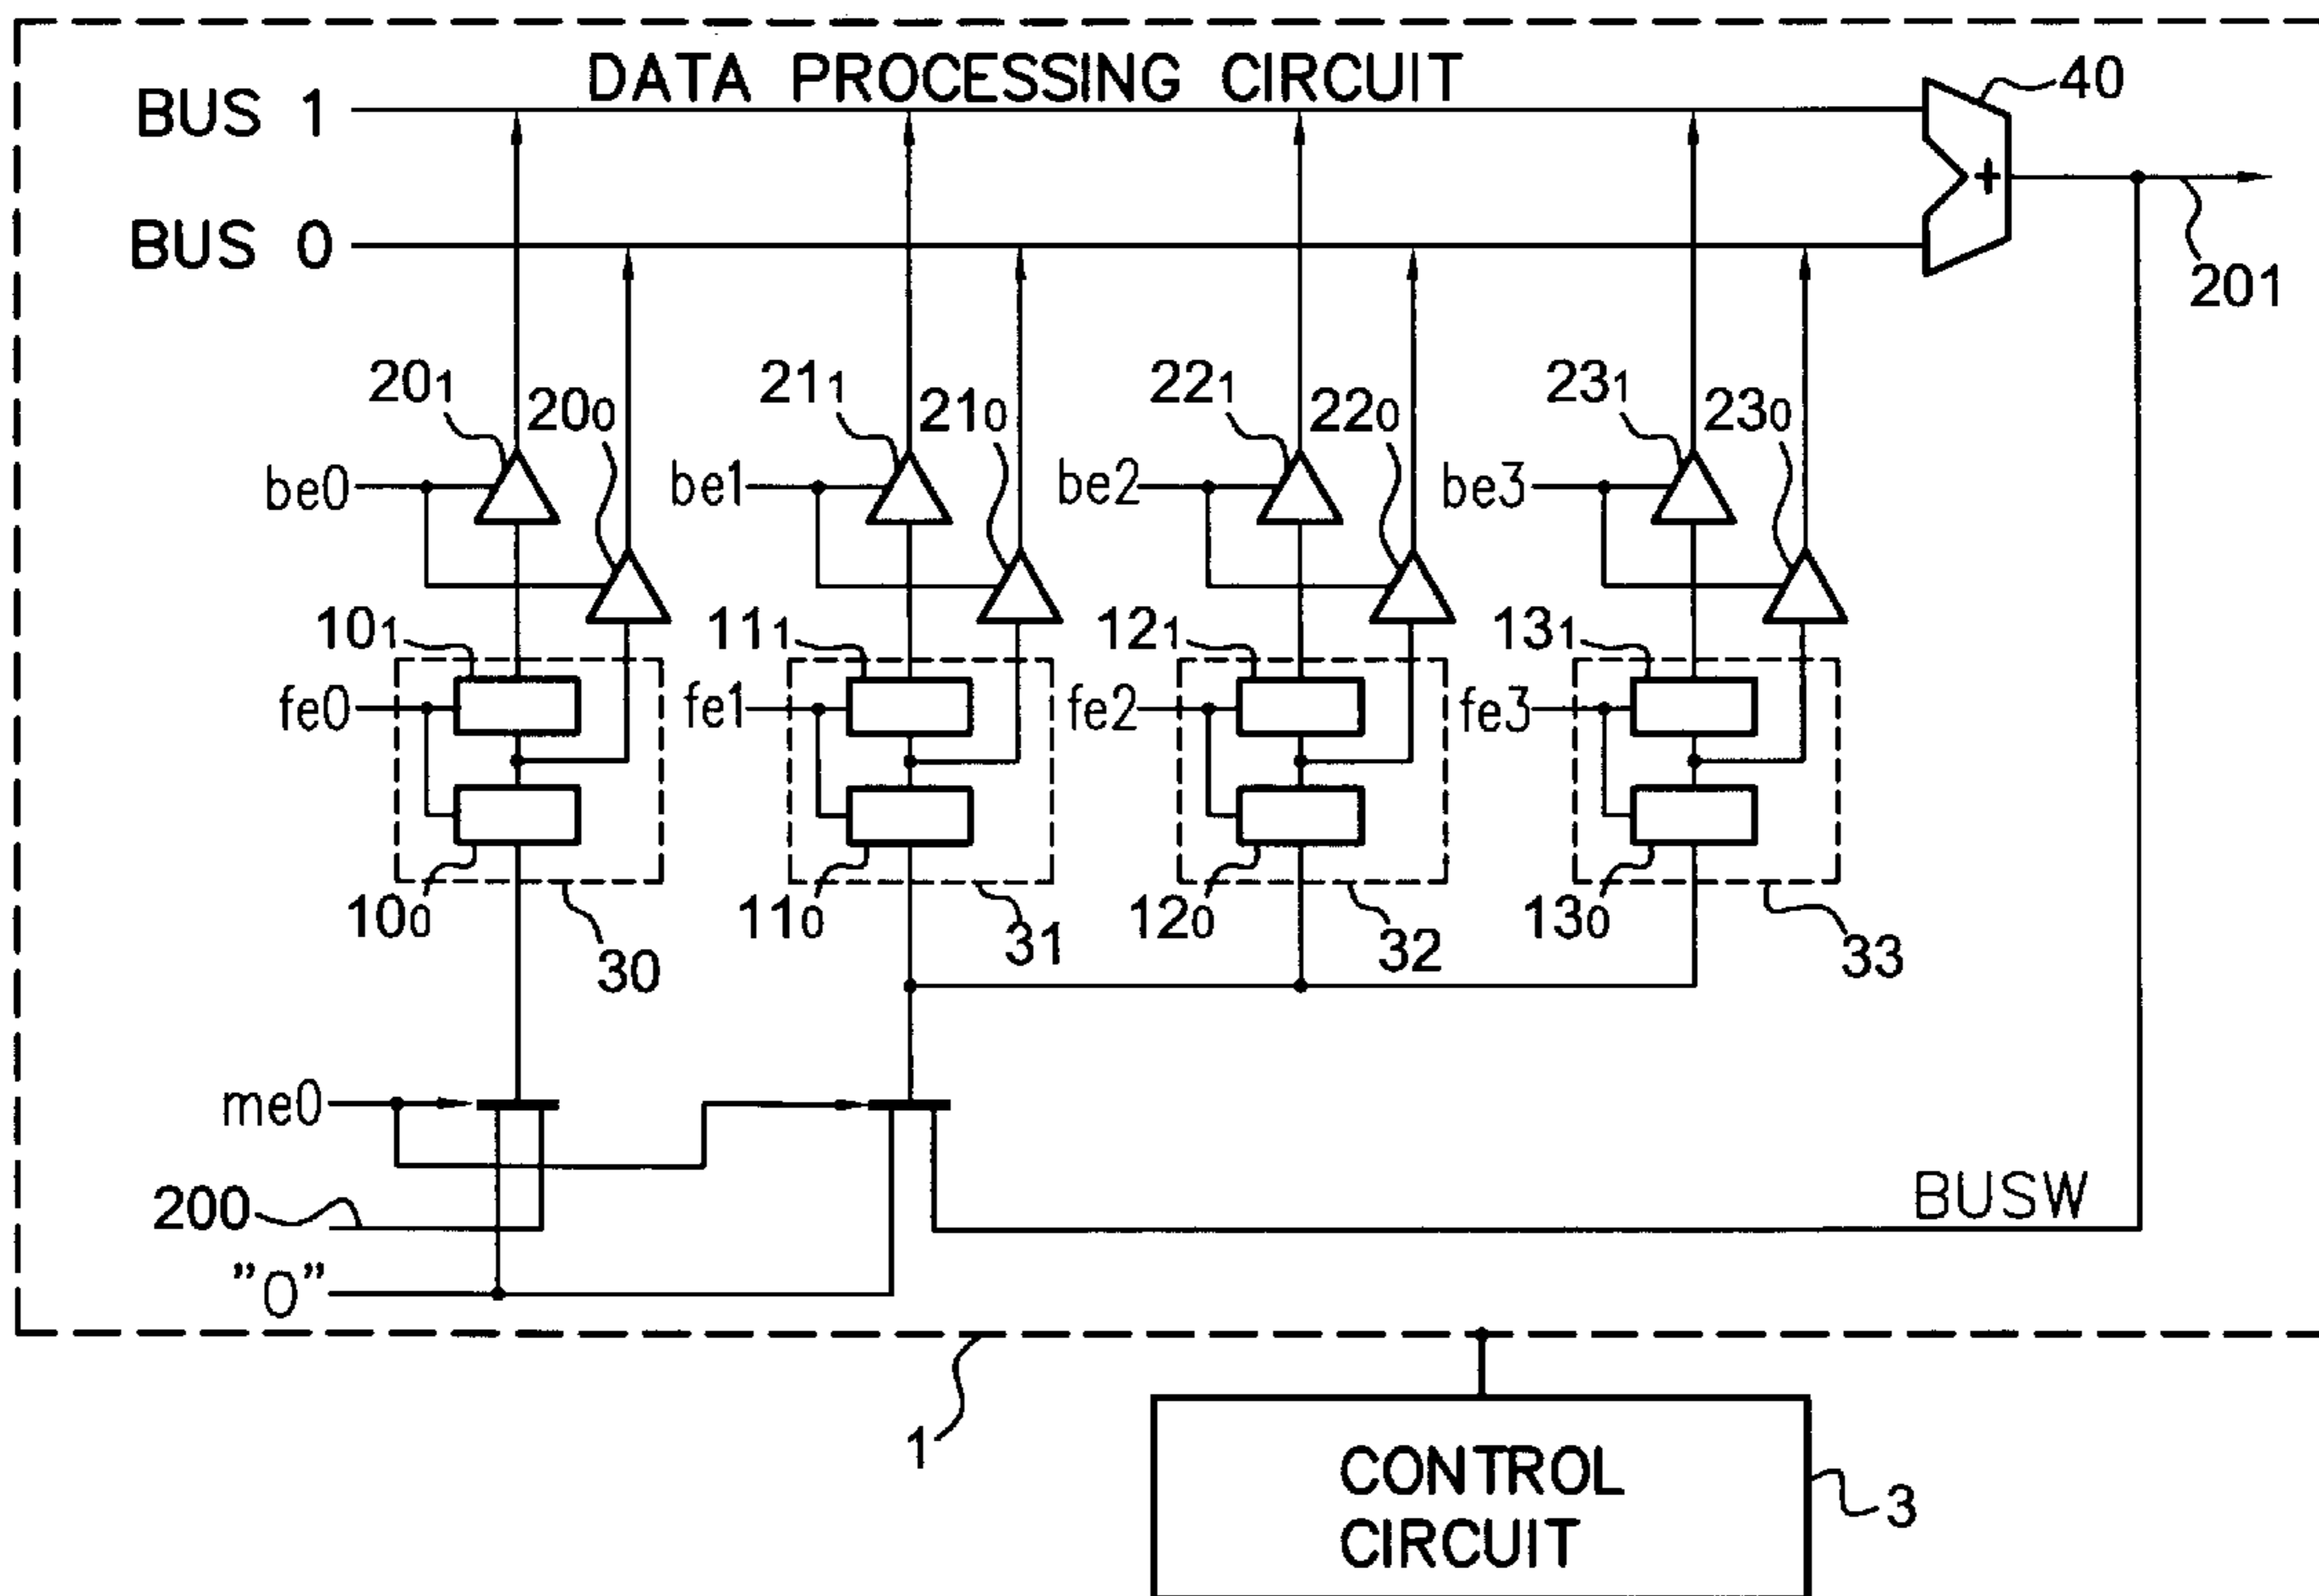 DATA PROCESSING CIRCUIT
BUS 1
40
BUS 0
201
20₁
20₀
21₁
21₀
22₁
22₀
23₁
23₀
be0
be1
be2
be3
10₁
11₁
12₁
13₁
fe0
fe1
fe2
fe3
10₀
30
11₀
31
12₀
32
13₀
33
me0
200
BUSW
"0"
1
CONTROL
CIRCUIT
3